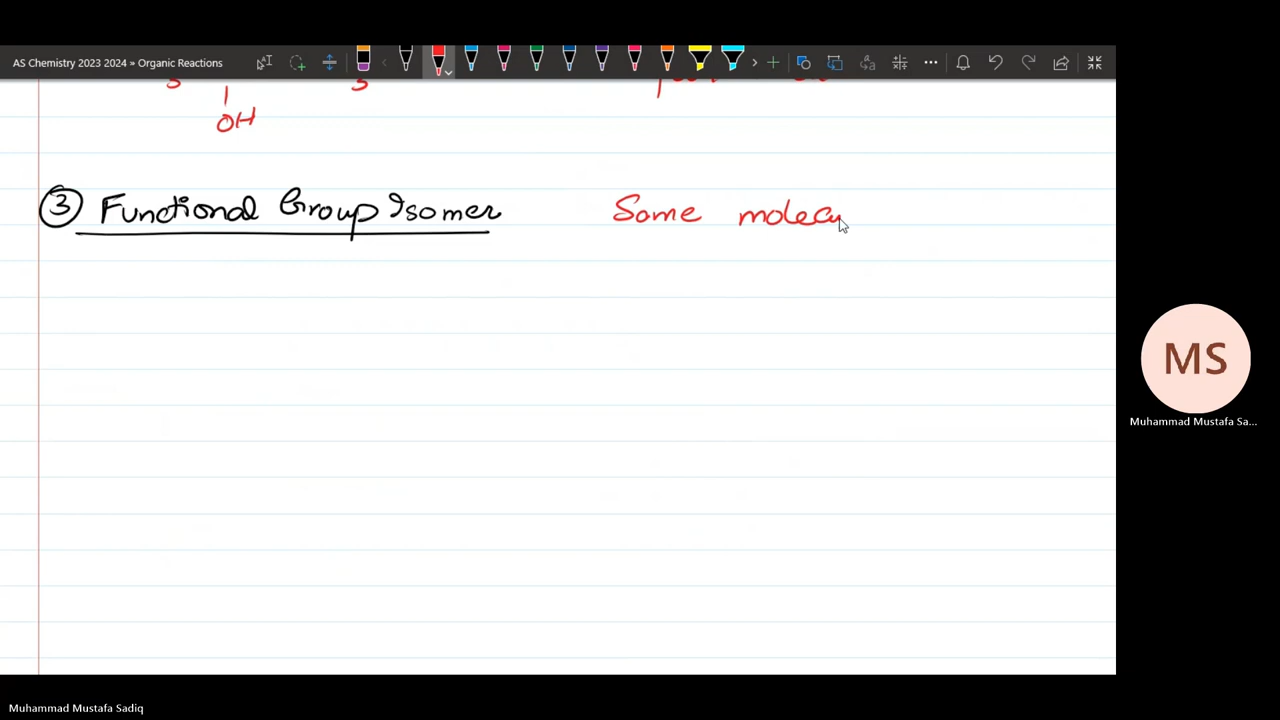 AS Chemistry 2023 2024 » Organic Reactions
OH
3 Functional Group Isomer Some molecu
MS
Muhammad Mustafa Sa...
Muhammad Mustafa Sadiq